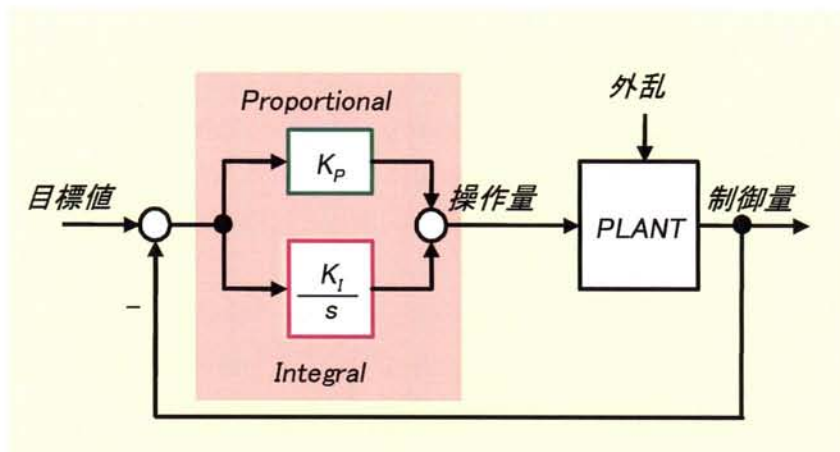 Proportional
外乱
K_P
目標値
操作量
PLANT
制御量
K_I
s
−
Integral